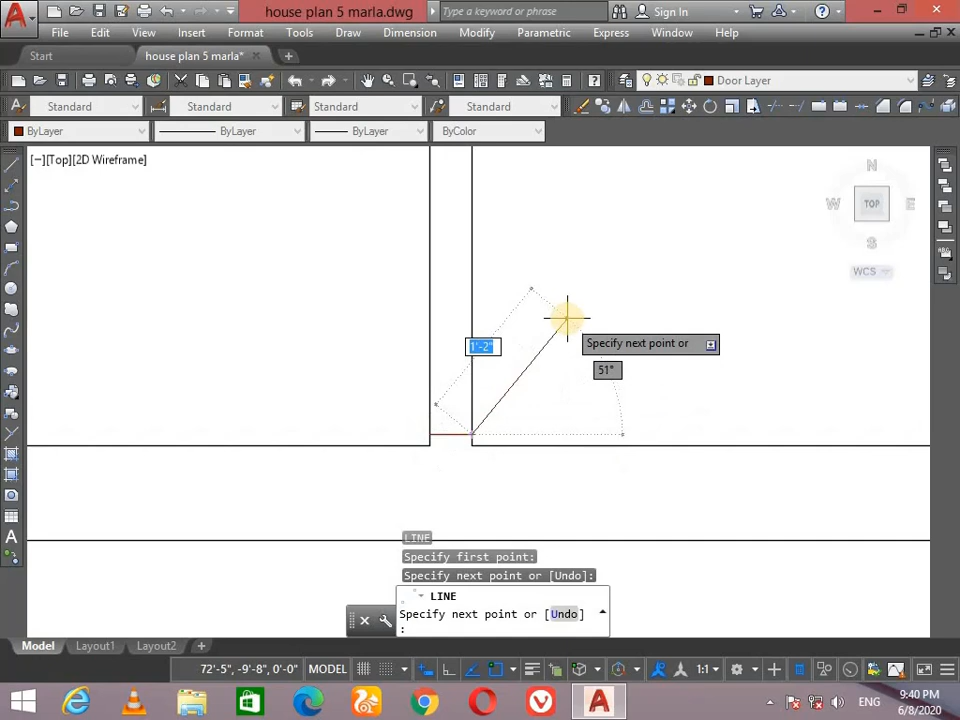 house plan 5 marla.dwg
Type a keyword or phrase
Sign In
File Edit View Insert Format Tools Draw Dimension Modify Parametric Express Window Help
Start
house plan 5 marla*
Door Layer
Standard
Standard
Standard
Standard
ByLayer
ByLayer
ByLayer
ByColor
[−][Top][2D Wireframe]
N
W
TOP
E
S
WCS
1'-2"
Specify next point or
51°
LINE
Specify first point:
Specify next point or [Undo]:
LINE
Specify next point or [Undo]
:
Model Layout1 Layout2
72'-5", -9'-8", 0'-0"
MODEL
1:1
9:40 PM
6/8/2020